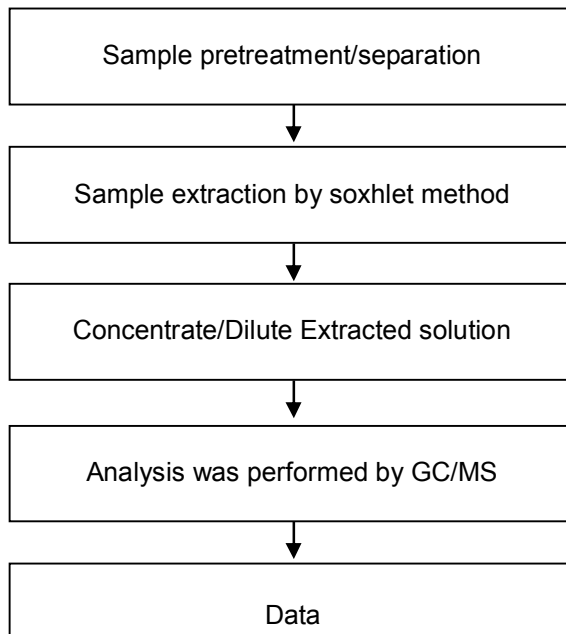 Sample pretreatment/separation
Sample extraction by soxhlet method
Concentrate/Dilute Extracted solution
Analysis was performed by GC/MS
Data